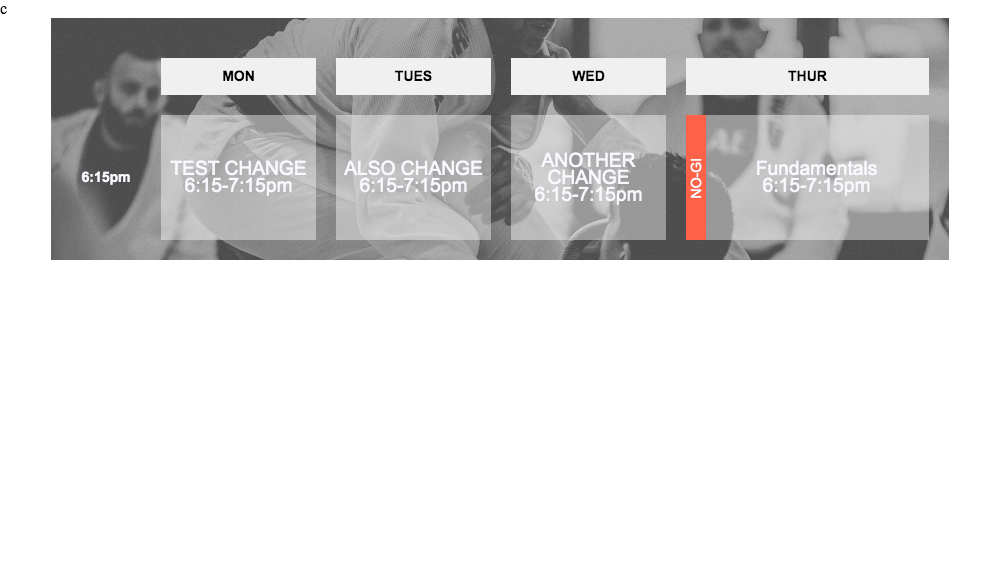 c
MON
TUES
WED
THUR
6:15pm
TEST CHANGE
6:15-7:15pm
ALSO CHANGE
6:15-7:15pm
ANOTHER
CHANGE
6:15-7:15pm
NO-GI
Fundamentals
6:15-7:15pm